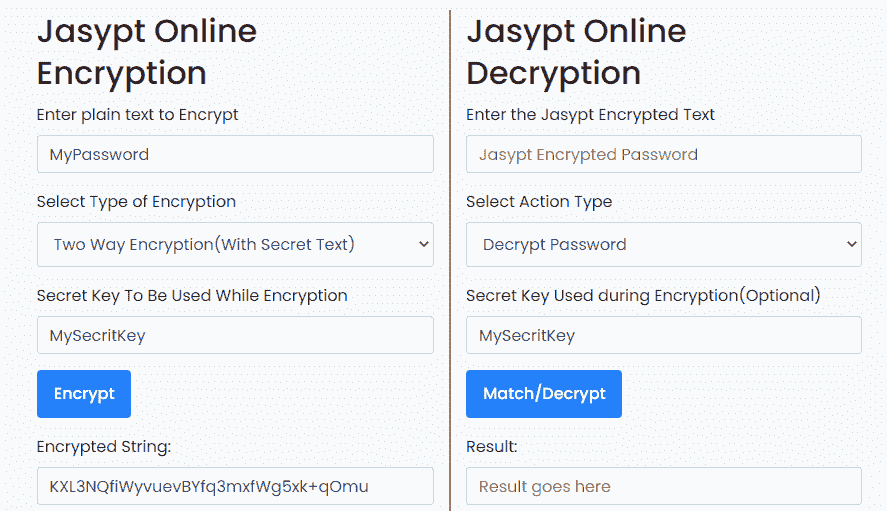 Jasypt Online
Encryption
Enter plain text to Encrypt
MyPassword
Select Type of Encryption
Two Way Encryption(With Secret Text)
Secret Key To Be Used While Encryption
MySecritKey
Encrypt
Encrypted String:
KXL3NQfiWyvuevBYfq3mxfWg5xk+qOmu
Jasypt Online
Decryption
Enter the Jasypt Encrypted Text
Jasypt Encrypted Password
Select Action Type
Decrypt Password
Secret Key Used during Encryption(Optional)
MySecritKey
Match/Decrypt
Result:
Result goes here